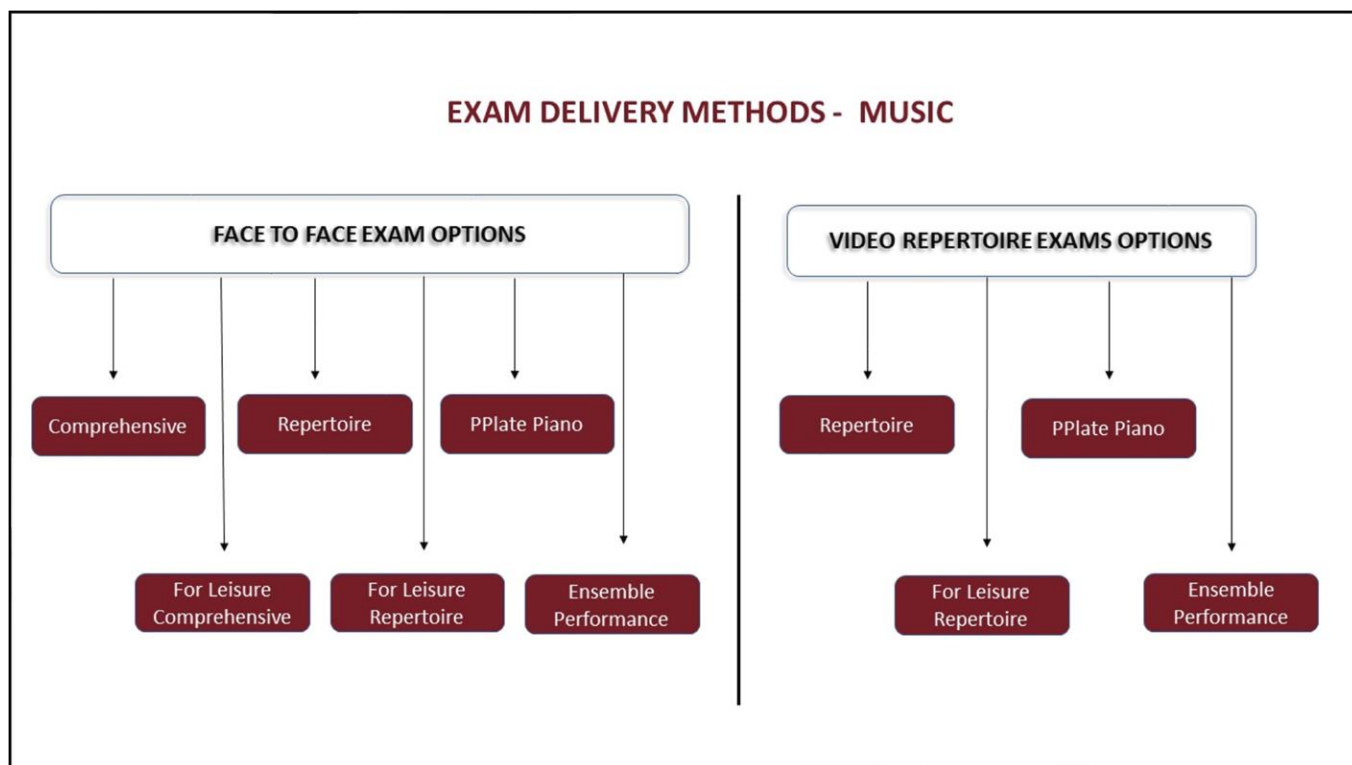 EXAM DELIVERY METHODS - MUSIC
FACE TO FACE EXAM OPTIONS
Comprehensive
Repertoire
PPlate Piano
For Leisure
Comprehensive
For Leisure
Repertoire
Ensemble
Performance
VIDEO REPERTOIRE EXAMS OPTIONS
Repertoire
PPlate Piano
For Leisure
Repertoire
Ensemble
Performance